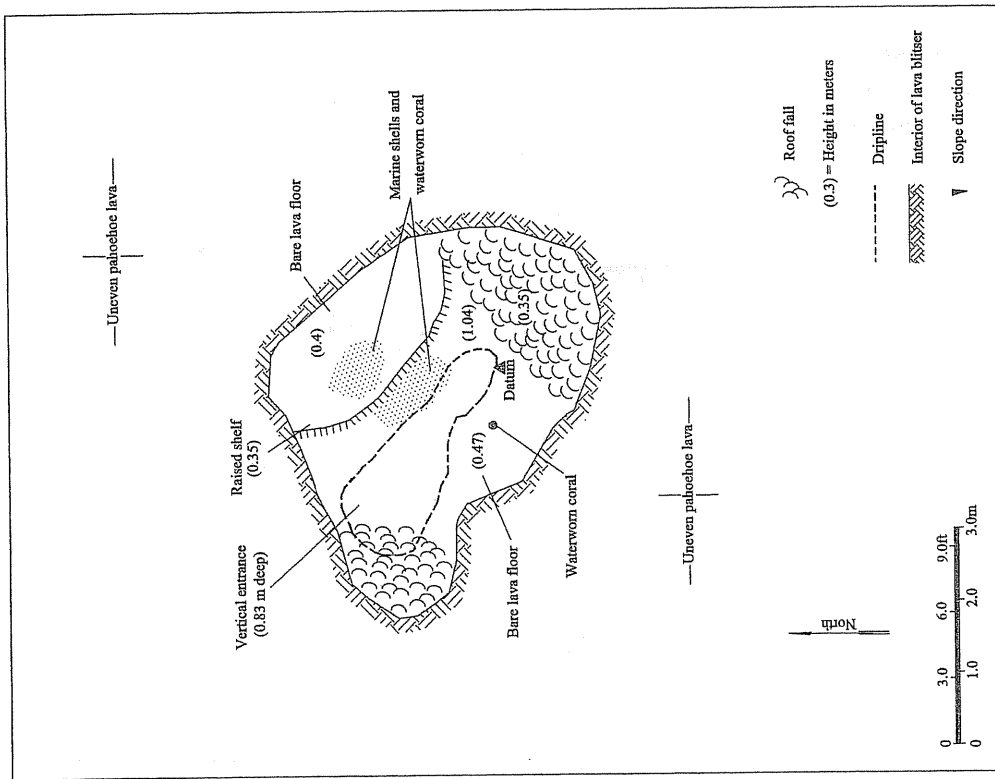 —Uneven pahoehoe lava—
Bare lava floor
Marine shells and
waterworn coral
Raised shelf
(0.35)
Vertical entrance
(0.83 m deep)
(0.4)
(1.04)
(0.35)
Datum
(0.47)
Waterworn coral
Bare lava floor
—Uneven pahoehoe lava—
Roof fall
(0.3) = Height in meters
Dripline
Interior of lava blitser
Slope direction
North
0 3.0 6.0 9.0ft
0 1.0 2.0 3.0m